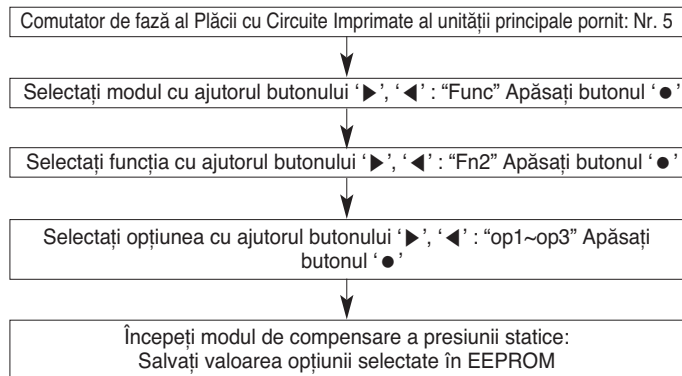 Comutator de fază al Plăcii cu Circuite Imprimate al unității principale pornit: Nr. 5
Selectați modul cu ajutorul butonului ‘▶’, ‘◀’ : “Func” Apăsați butonul ‘●’
Selectați funcția cu ajutorul butonului ‘▶’, ‘◀’ : “Fn2” Apăsați butonul ‘●’
Selectați opțiunea cu ajutorul butonului ‘▶’, ‘◀’ : “op1~op3” Apăsați
butonul ‘●’
Începeți modul de compensare a presiunii statice:
Salvați valoarea opțiunii selectate în EEPROM